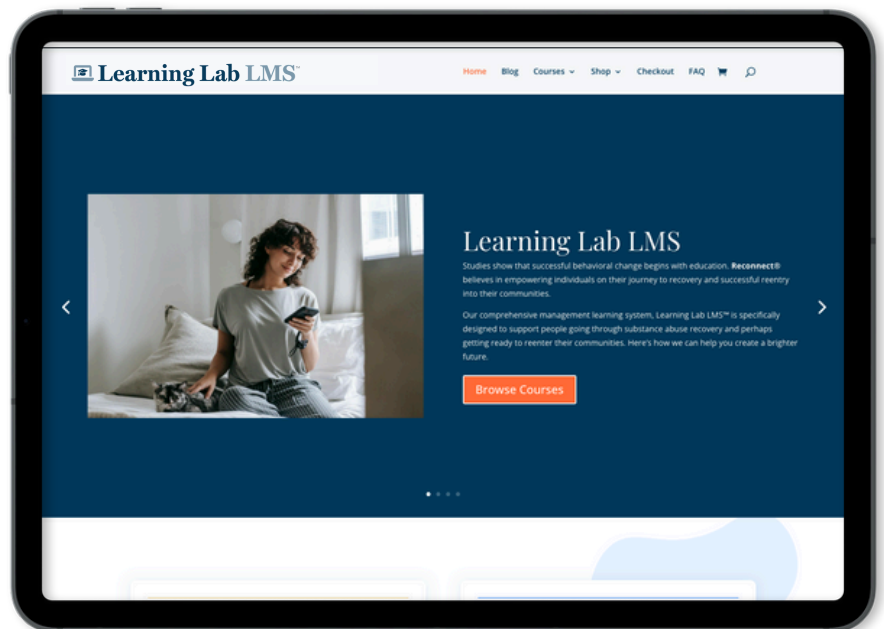 Learning Lab LMS™
Home Blog Courses Shop Checkout FAQ
Learning Lab LMS
Studies show that successful behavioral change begins with education. Reconnect®
believes in empowering individuals on their journey to recovery and successful reentry
into their communities.
Our comprehensive management learning system, Learning Lab LMS™ is specifically
designed to support people going through substance abuse recovery and perhaps
getting ready to reenter their communities. Here's how we can help you create a brighter
future.
Browse Courses